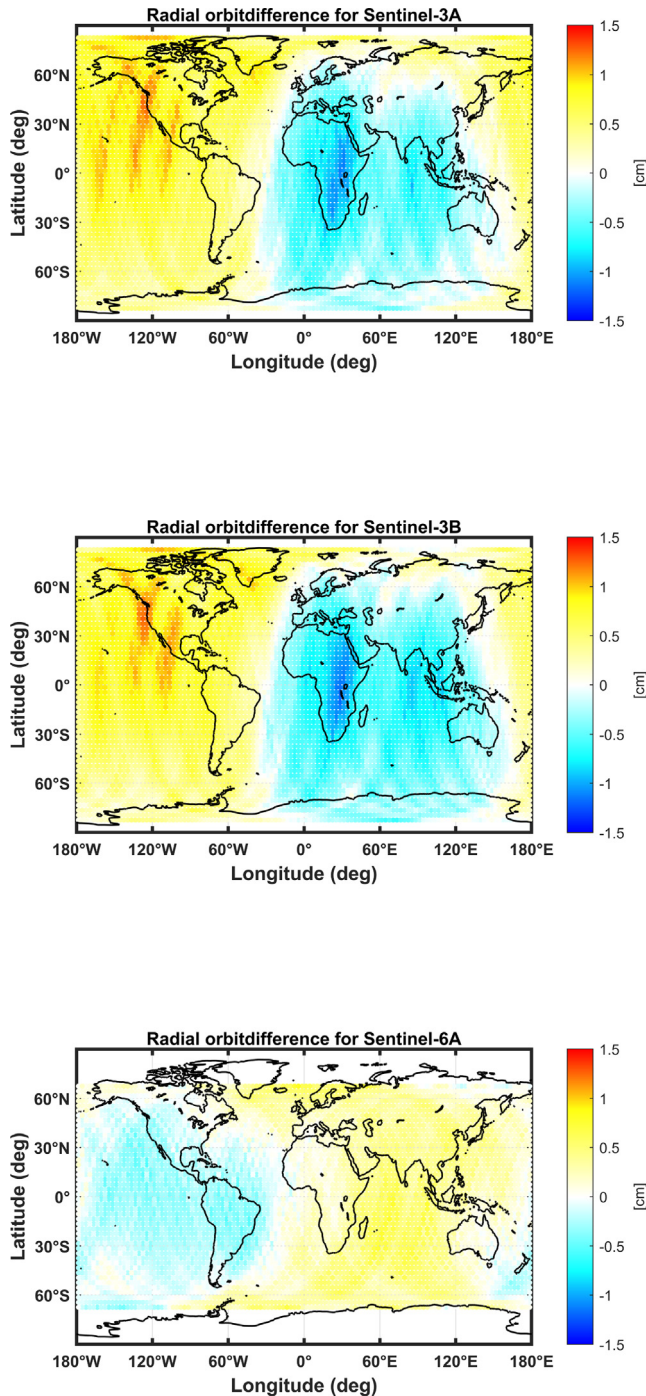 Radial orbitdifference for Sentinel-3A
1.5
60°N
1
30°N
0.5
0°
0
[cm]
30°S
-0.5
60°S
-1
-1.5
180°W 120°W 60°W 0° 60°E 120°E 180°E
Latitude (deg)
Longitude (deg)
Radial orbitdifference for Sentinel-3B
1.5
60°N
1
30°N
0.5
0°
0
[cm]
30°S
-0.5
60°S
-1
-1.5
180°W 120°W 60°W 0° 60°E 120°E 180°E
Latitude (deg)
Longitude (deg)
Radial orbitdifference for Sentinel-6A
1.5
60°N
1
30°N
0.5
0°
0
[cm]
30°S
-0.5
60°S
-1
-1.5
180°W 120°W 60°W 0° 60°E 120°E 180°E
Latitude (deg)
Longitude (deg)